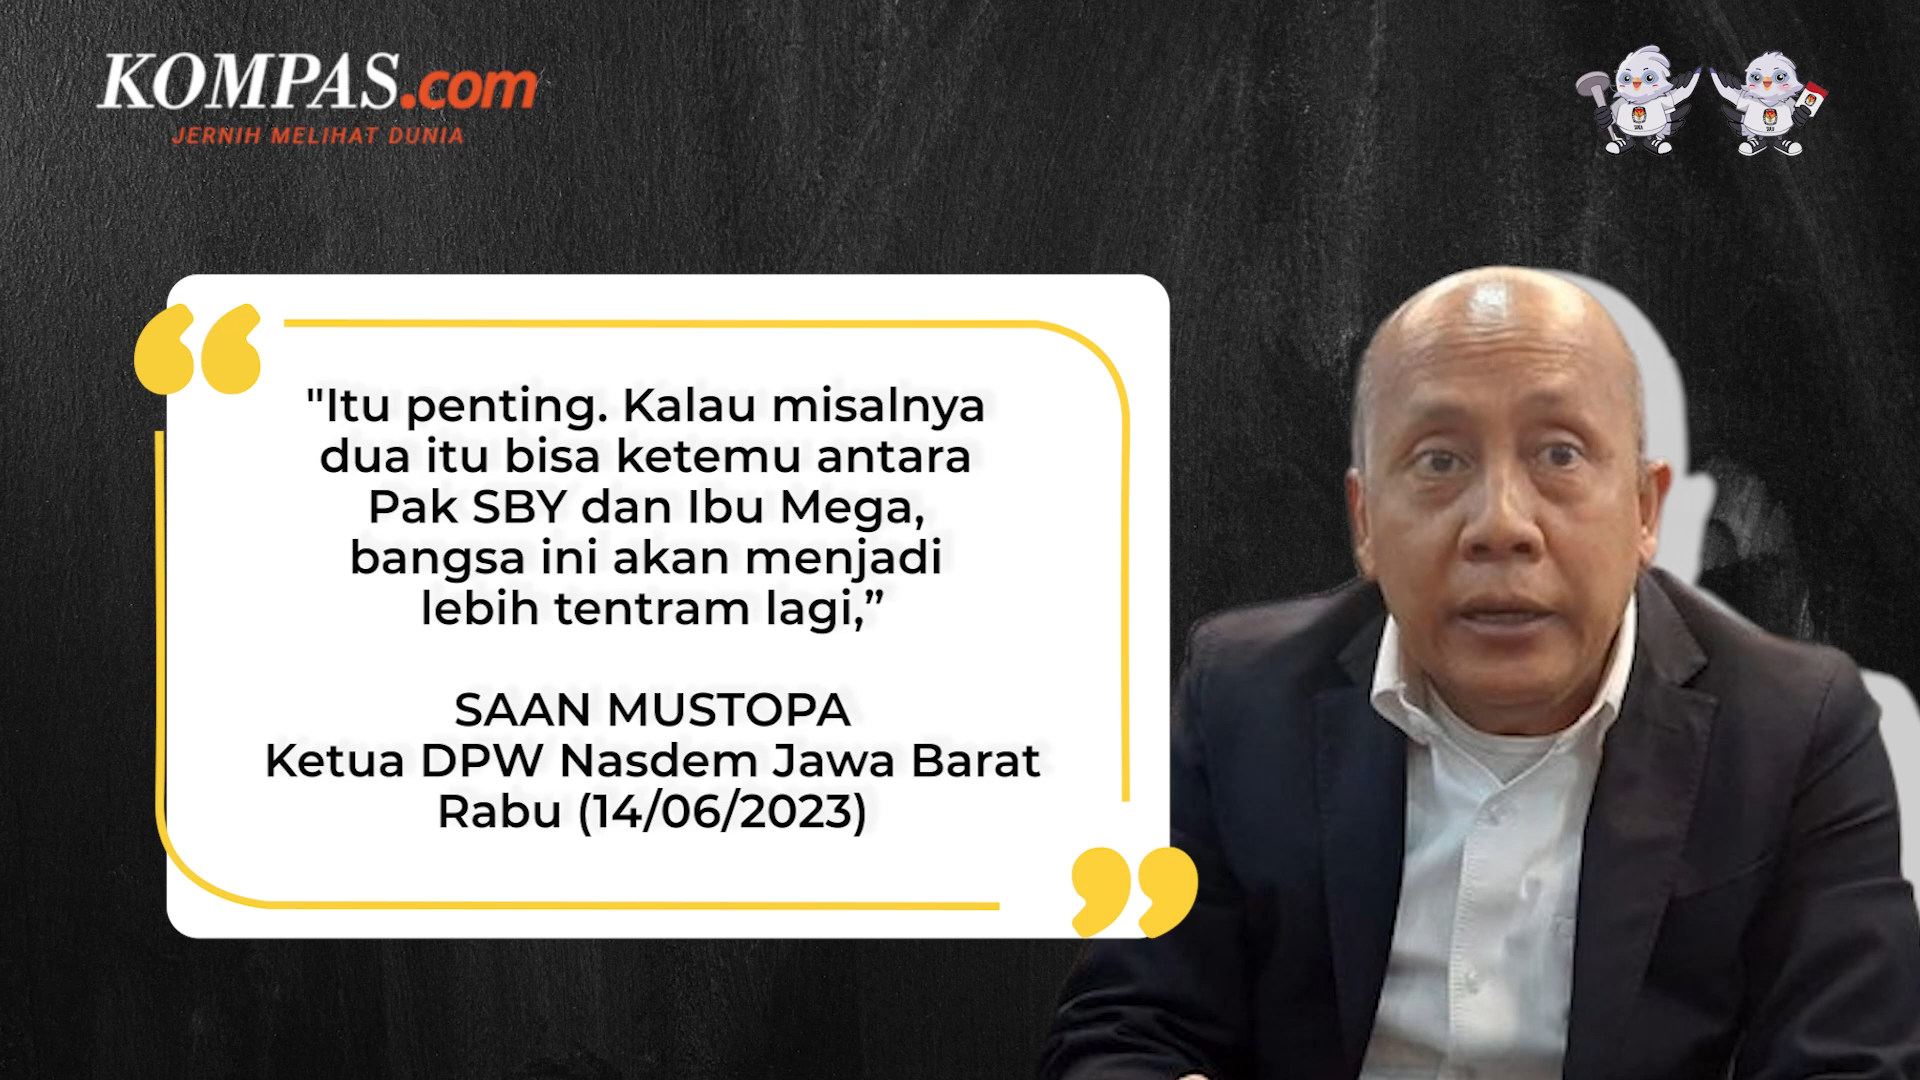 KOMPAS.com
JERNIH MELIHAT DUNIA
"Itu penting. Kalau misalnya
dua itu bisa ketemu antara
Pak SBY dan Ibu Mega,
bangsa ini akan menjadi
lebih tentram lagi,”
SAAN MUSTOPA
Ketua DPW Nasdem Jawa Barat
Rabu (14/06/2023)